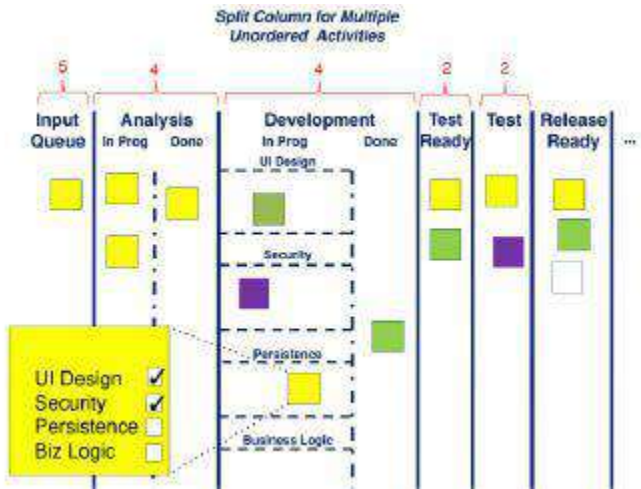 Split Column for Multiple
Unordered Activities
5 4 4 2 2
Input Queue
Analysis
Development
Test Ready
Test
Release Ready
...
In Prog Done
In Prog Done
UI Design
Security
Persistence
Business Logic
UI Design
Security
Persistence
Biz Logic